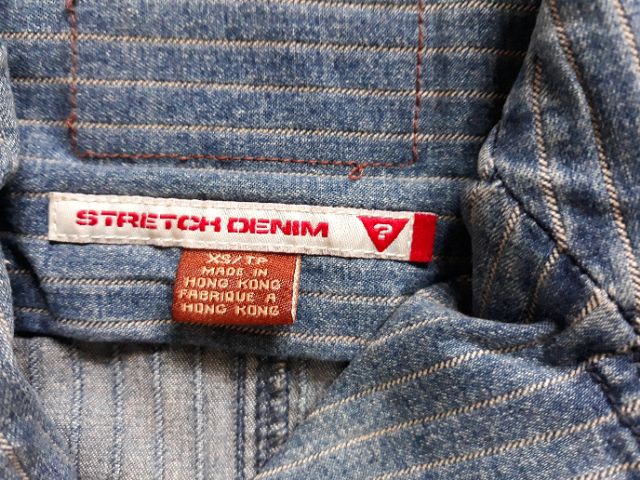 STRETCH DENIM ?
XS/TP
MADE IN
HONG KONG
FABRIQUE A
HONG KONG